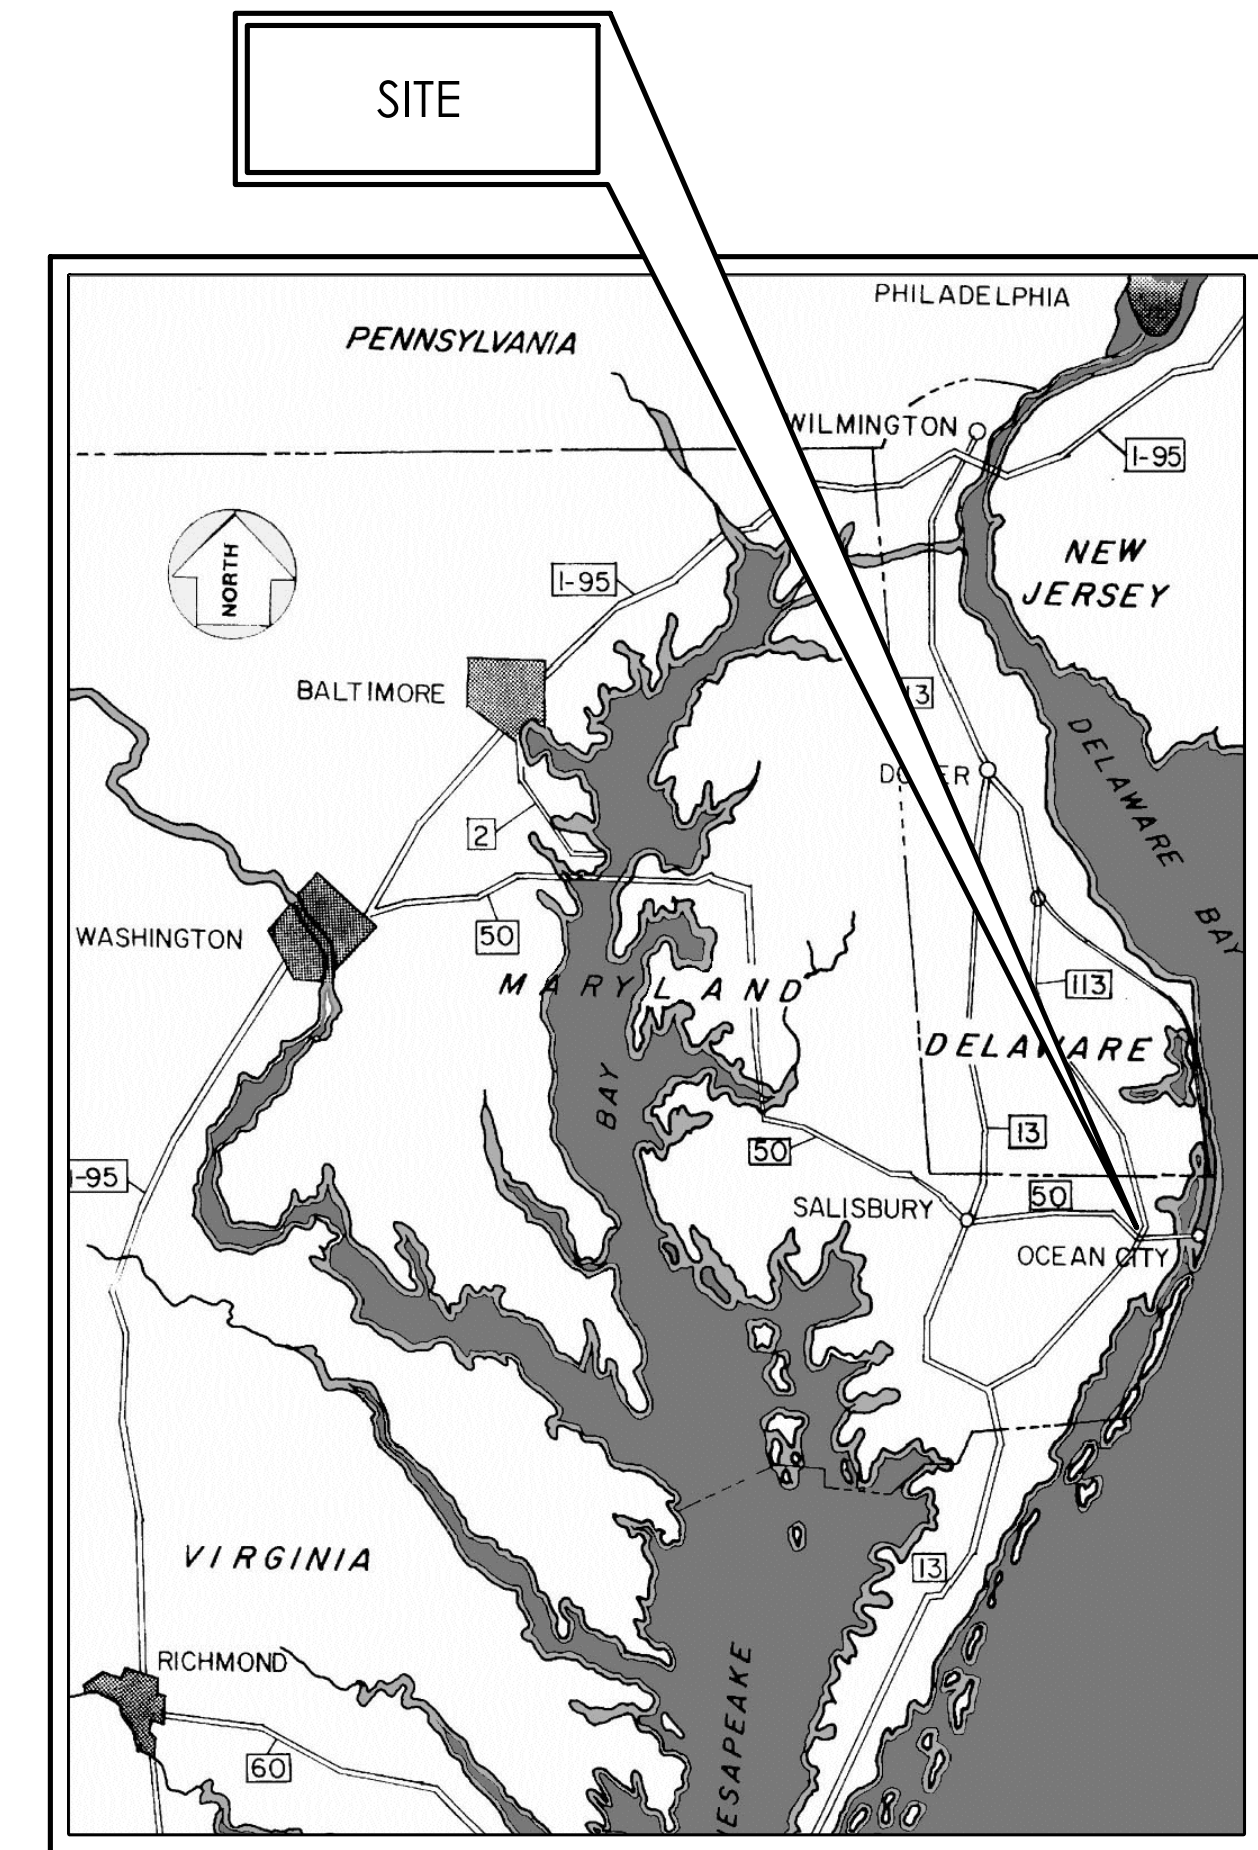 SITE
PHILADELPHIA
PENNSYLVANIA
WILMINGTON
I-95
NEW
JERSEY
NORTH
I-95
BALTIMORE
13
DELAWARE
BAY
2
WASHINGTON
50
MARYLAND
113
DELAWARE
BAY
13
50
I-95
50
SALISBURY
OCEAN CITY
VIRGINIA
13
RICHMOND
60
ESAPEAKE